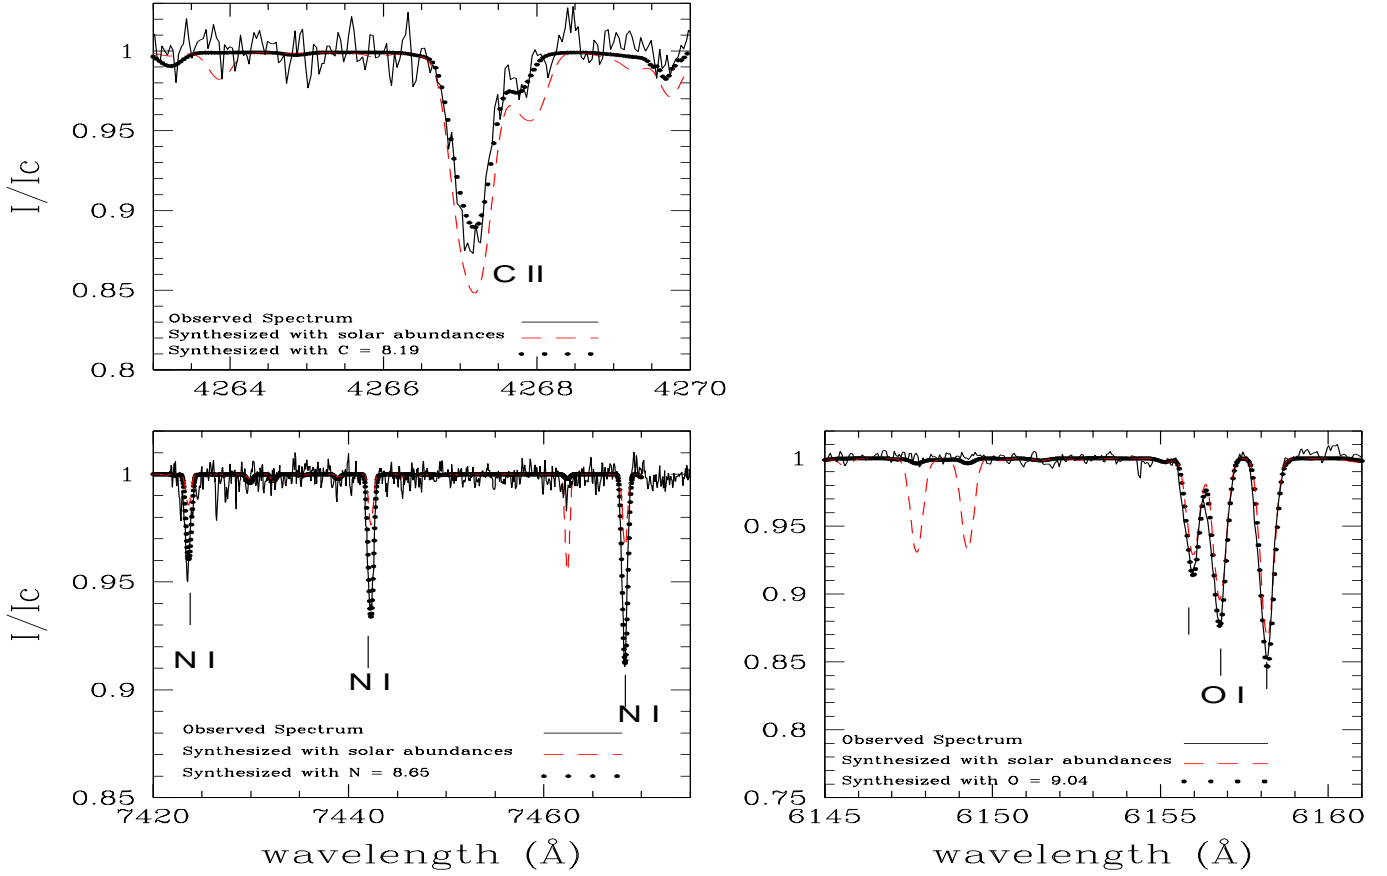 I/Ic
1
0.95
0.9
0.85
0.8
C II
Observed Spectrum
Synthesized with solar abundances
Synthesized with C = 8.19
4264
4266
4268
4270
I/Ic
1
0.95
0.9
0.85
N I
N I
N I
Observed Spectrum
Synthesized with solar abundances
Synthesized with N = 8.65
7420
7440
7460
wavelength (Å)
1
0.95
0.9
0.85
0.8
0.75
O I
Observed Spectrum
Synthesized with solar abundances
Synthesized with O = 9.04
6145
6150
6155
6160
wavelength (Å)